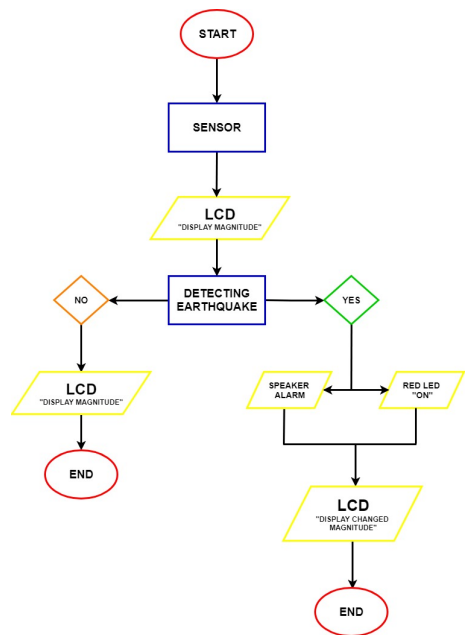 START
SENSOR
LCD
"DISPLAY MAGNITUDE"
NO
DETECTING
EARTHQUAKE
YES
LCD
"DISPLAY MAGNITUDE"
SPEAKER
ALARM
RED LED
"ON"
END
LCD
"DISPLAY CHANGED
MAGNITUDE"
END